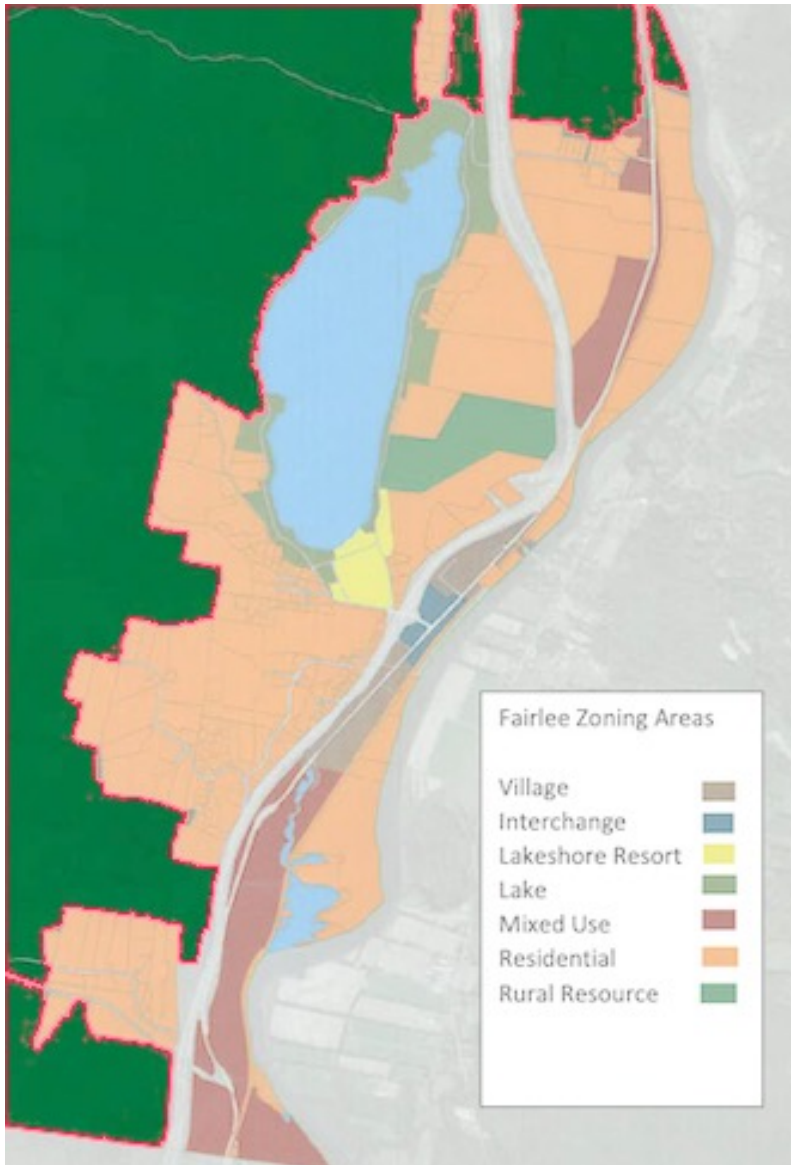 Fairlee Zoning Areas
Village
Interchange
Lakeshore Resort
Lake
Mixed Use
Residential
Rural Resource